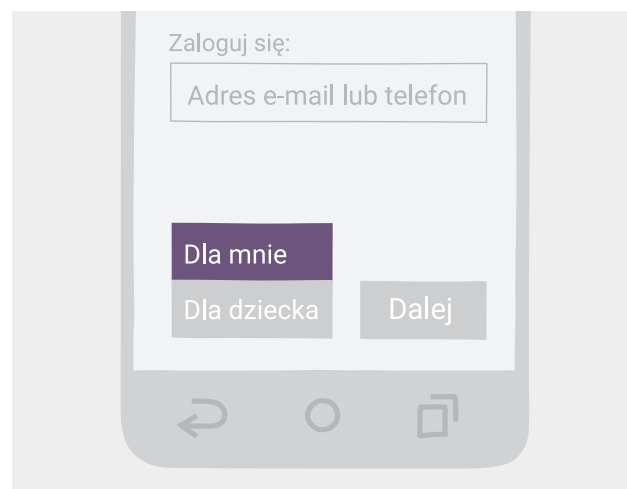 Zaloguj się:
Adres e-mail lub telefon
Dla mnie
Dla dziecka
Dalej